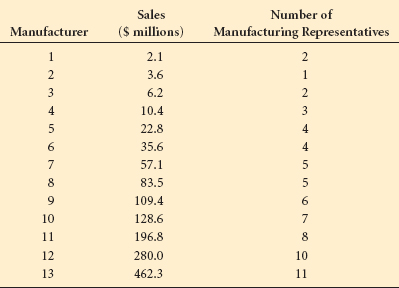 Sales Number of
Manufacturer ($ millions) Manufacturing Representatives
1 2.1 2
2 3.6 1
3 6.2 2
4 10.4 3
5 22.8 4
6 35.6 4
7 57.1 5
8 83.5 5
9 109.4 6
10 128.6 7
11 196.8 8
12 280.0 10
13 462.3 11